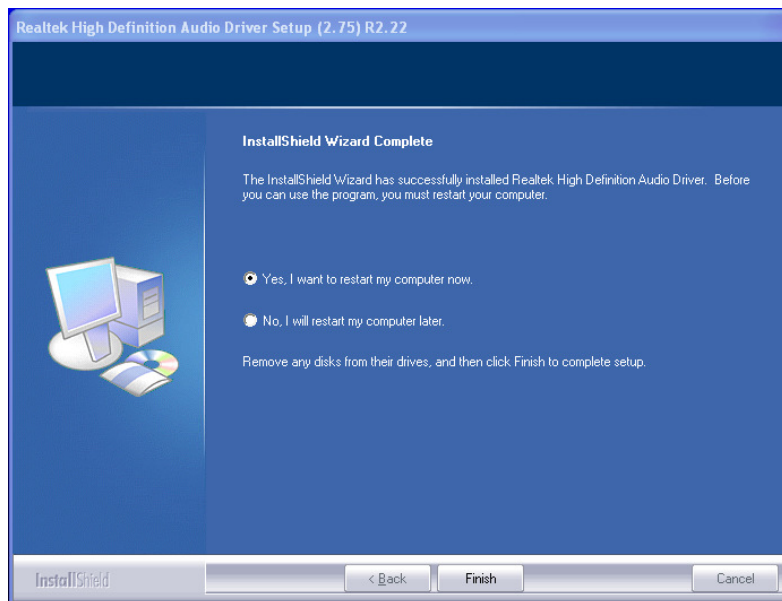 Realtek High Definition Audio Driver Setup (2.75) R2.22
InstallShield Wizard Complete
The InstallShield Wizard has successfully installed Realtek High Definition Audio Driver. Before
you can use the program, you must restart your computer.
Yes, I want to restart my computer now.
No, I will restart my computer later.
Remove any disks from their drives, and then click Finish to complete setup.
InstallShield
< Back
Finish
Cancel